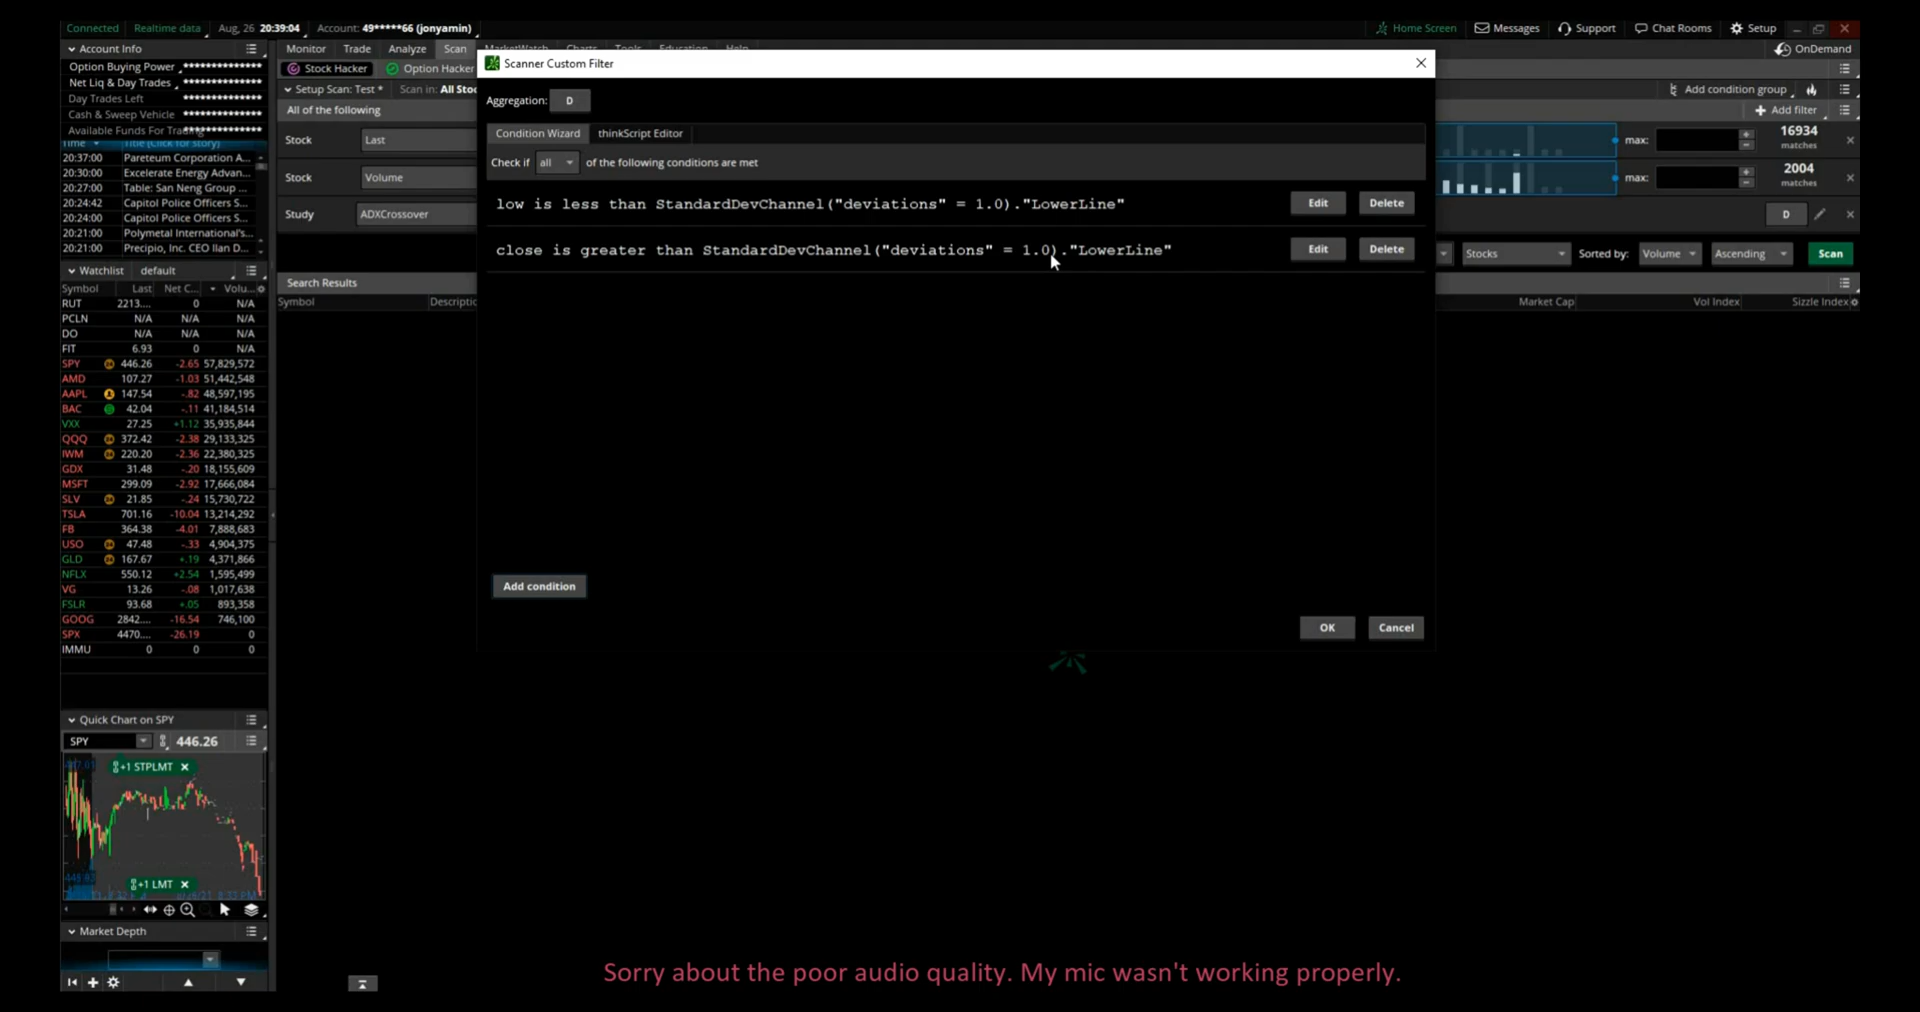 Connected Realtime data Aug, 26 20:39:04 Account: 49*****66 (jonyamin) Home Screen Messages Support Chat Rooms Setup
Account Info Monitor Trade Analyze Scan MarketWatch Charts Tools Education Help OnDemand
Scanner Custom Filter
Option Buying Power ***************
Stock Hacker Option Hacker
Net Liq & Day Trades ***************
Day Trades Left ***************
Setup Scan: Test * Scan in: All Stoc
Add condition group
Aggregation: D
Cash & Sweep Vehicle ***************
All of the following
Add filter
Available Funds For Trading ***************
Condition Wizard thinkScript Editor
Time Title (Click for story)
Stock Last
max: 16934 matches
20:37:00 Pareteum Corporation A...
Check if all of the following conditions are met
20:30:00 Excelerate Energy Advan...
Stock Volume
max: 2004 matches
20:27:00 Table: San Neng Group ...
20:24:42 Capitol Police Officers S...
low is less than StandardDevChannel("deviations" = 1.0)."LowerLine" Edit Delete
20:24:00 Capitol Police Officers S...
Study ADXCrossover
D
20:21:00 Polymetal International's...
20:21:00 Precipio, Inc. CEO Ilan D...
close is greater than StandardDevChannel("deviations" = 1.0)."LowerLine" Edit Delete
Stocks Sorted by: Volume Ascending Scan
Watchlist default
Search Results
Symbol Last Net C... Volu...
Symbol Descriptic Market Cap Vol Index Sizzle Index
RUT 2213.... 0 N/A
PCLN N/A N/A N/A
DO N/A N/A N/A
FIT 6.93 0 N/A
SPY 446.26 -2.65 57,829,572
AMD 107.27 -1.03 51,442,548
AAPL 147.54 -.82 48,597,195
BAC 42.04 -.11 41,184,514
VXX 27.25 +1.12 35,935,844
QQQ 372.42 -2.38 29,133,325
IWM 220.20 -2.36 22,380,325
GDX 31.48 -.20 18,155,609
MSFT 299.09 -2.92 17,666,084
SLV 21.85 -.24 15,730,722
TSLA 701.16 -10.04 13,214,292
FB 364.38 -4.01 7,888,683
USO 47.48 -.33 4,904,375
GLD 167.67 +.19 4,371,866
NFLX 550.12 +2.54 1,595,499
VG 13.26 -.08 1,017,638
FSLR 93.68 +.05 893,358
GOOG 2842.... -16.54 746,100
SPX 4470.... -26.19 0
IMMU 0 0 0
Add condition
OK Cancel
Quick Chart on SPY
SPY 446.26
+1 STPLMT
+1 LMT
Market Depth
Sorry about the poor audio quality. My mic wasn't working properly.